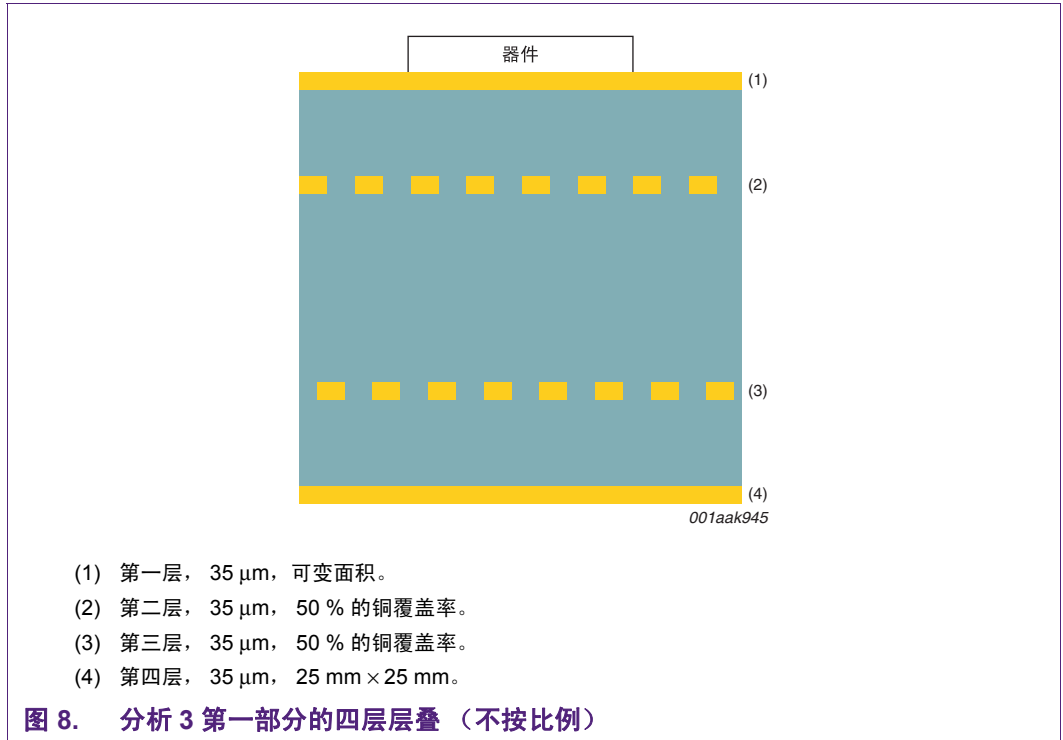 器件
(1)
(2)
(3)
(4)
001aak945
(1) 第一层， 35 μm，可变面积。
(2) 第二层， 35 μm， 50 % 的铜覆盖率。
(3) 第三层， 35 μm， 50 % 的铜覆盖率。
(4) 第四层， 35 μm， 25 mm × 25 mm。
图 8. 分析 3 第一部分的四层层叠 （不按比例）